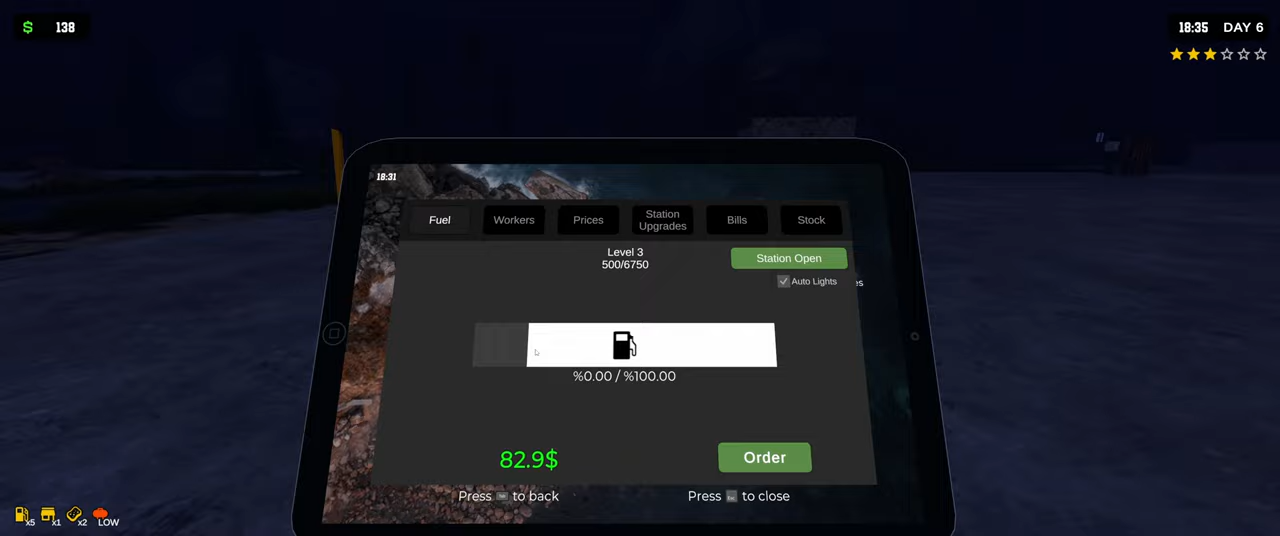 $ 138
18:35 DAY 6
18:31
Fuel
Workers
Prices
Station
Upgrades
Bills
Stock
Level 3
500/6750
Station Open
Auto Lights
es
%0.00 / %100.00
82.9$
Order
Press to back
Press Esc to close
x5 x1 x2 LOW